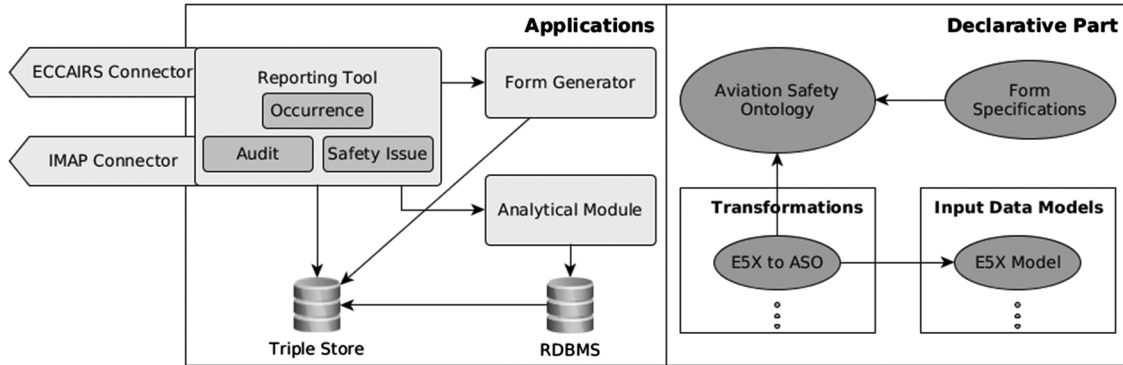 Applications
ECCAIRS Connector
IMAP Connector
Reporting Tool
Occurrence
Audit
Safety Issue
Form Generator
Analytical Module
Triple Store
RDBMS
Declarative Part
Aviation Safety
Ontology
Form
Specifications
Transformations
E5X to ASO
Input Data Models
E5X Model